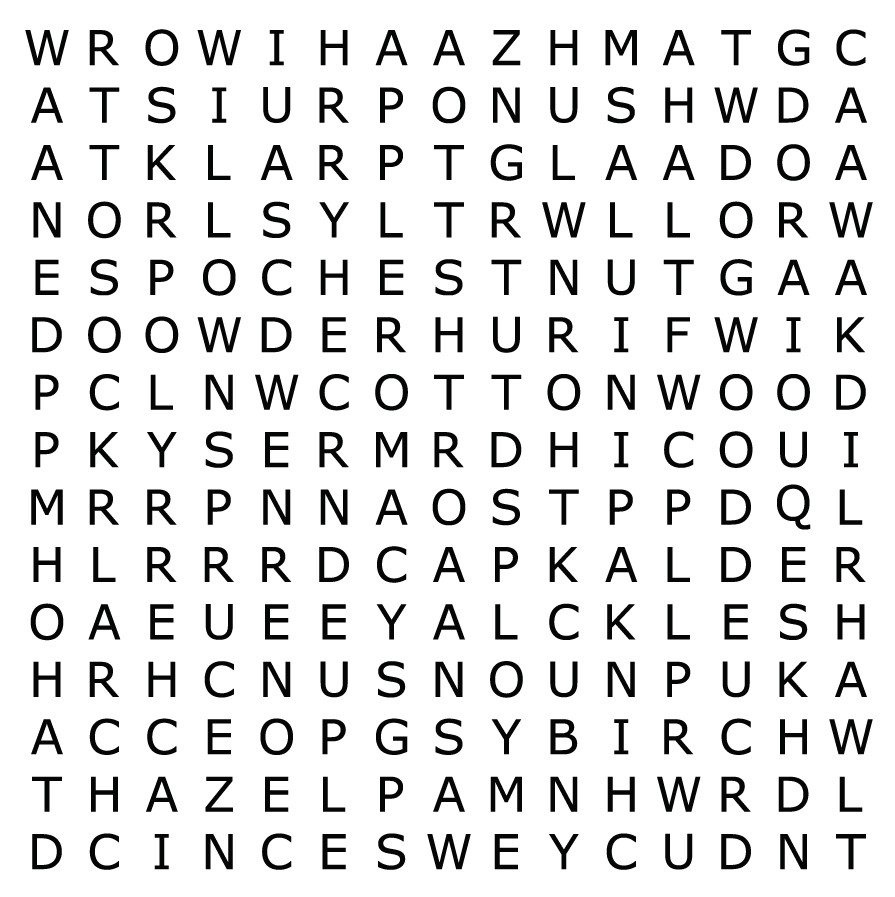 W R O W I H A A Z H M A T G C
A T S I U R P O N U S H W D A
A T K L A R P T G L A A D O A
N O R L S Y L T R W L L O R W
E S P O C H E S T N U T G A A
D O O W D E R H U R I F W I K
P C L N W C O T T O N W O O D
P K Y S E R M R D H I C O U I
M R R P N N A O S T P P D Q L
H L R R R D C A P K A L D E R
O A E U E E Y A L C K L E S H
H R H C N U S N O U N P U K A
A C C E O P G S Y B I R C H W
T H A Z E L P A M N H W R D L
D C I N C E S W E Y C U D N T